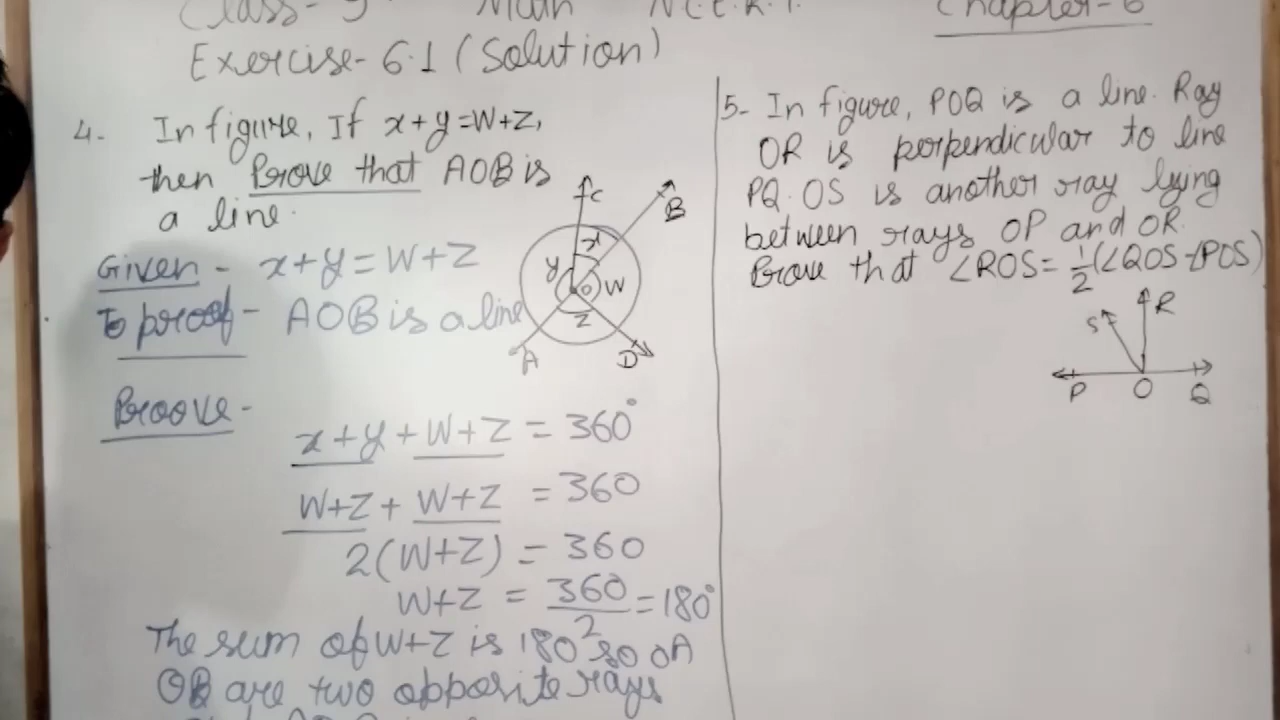 Class-9 Math N.C.E.R.T. Chapter-6
Exercise-6.1 (Solution)
4- In figure, If x+y=W+Z,
then Prove that AOB is
a line.
Given - x+y=W+Z
To proof - AOB is a line
Proove-
x+y+W+Z = 360°
W+Z + W+Z = 360
2(W+Z) = 360
W+Z = 360/2 = 180°
The sum of W+Z is 180° so OA
OB are two opposite rays
C
B
x
y
O
W
Z
A
D
5- In figure, POQ is a line. Ray
OR is perpendicular to line
PQ. OS is another ray lying
between rays OP and OR.
Prove that ∠ROS= 1/2(∠QOS-∠POS)
R
S
P O Q